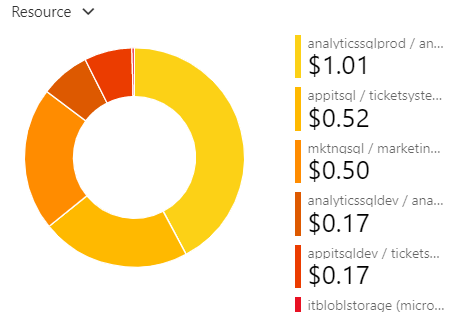 Resource
analyticssqlprod / an...
$1.01
appitsql / ticketsyste...
$0.52
mktngsql / marketin...
$0.50
analyticssqldev / ana...
$0.17
appitsqldev / tickets...
$0.17
itbloblstorage (micro...